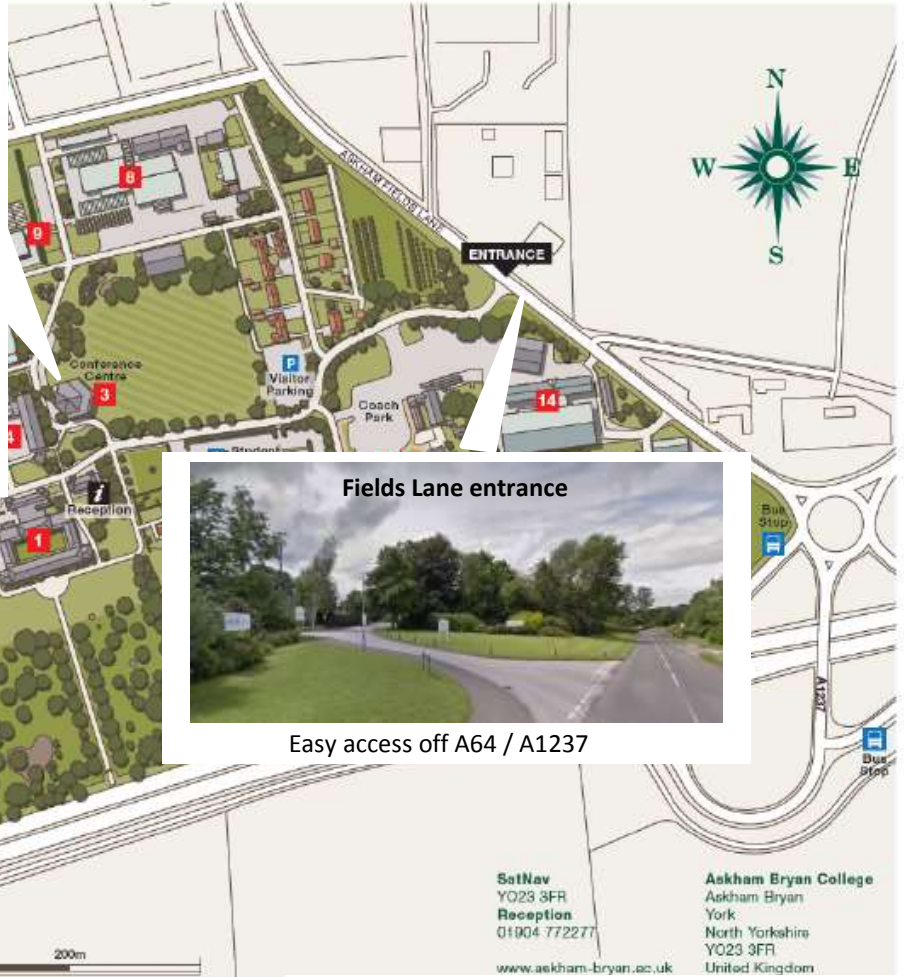 N
W
E
S
8
9
ASKHAM FIELDS LANE
ENTRANCE
Conference
Centre
3
P
Visitor
Parking
Coach
Park
14
4
i
Reception
1
Fields Lane entrance
Bus
Stop
A1237
Easy access off A64 / A1237
Bus
Stop
SatNav
YO23 3FR
Reception
01904 772277
www.askham-bryan.ac.uk
Askham Bryan College
Askham Bryan
York
North Yorkshire
YO23 3FR
United Kingdom
200m